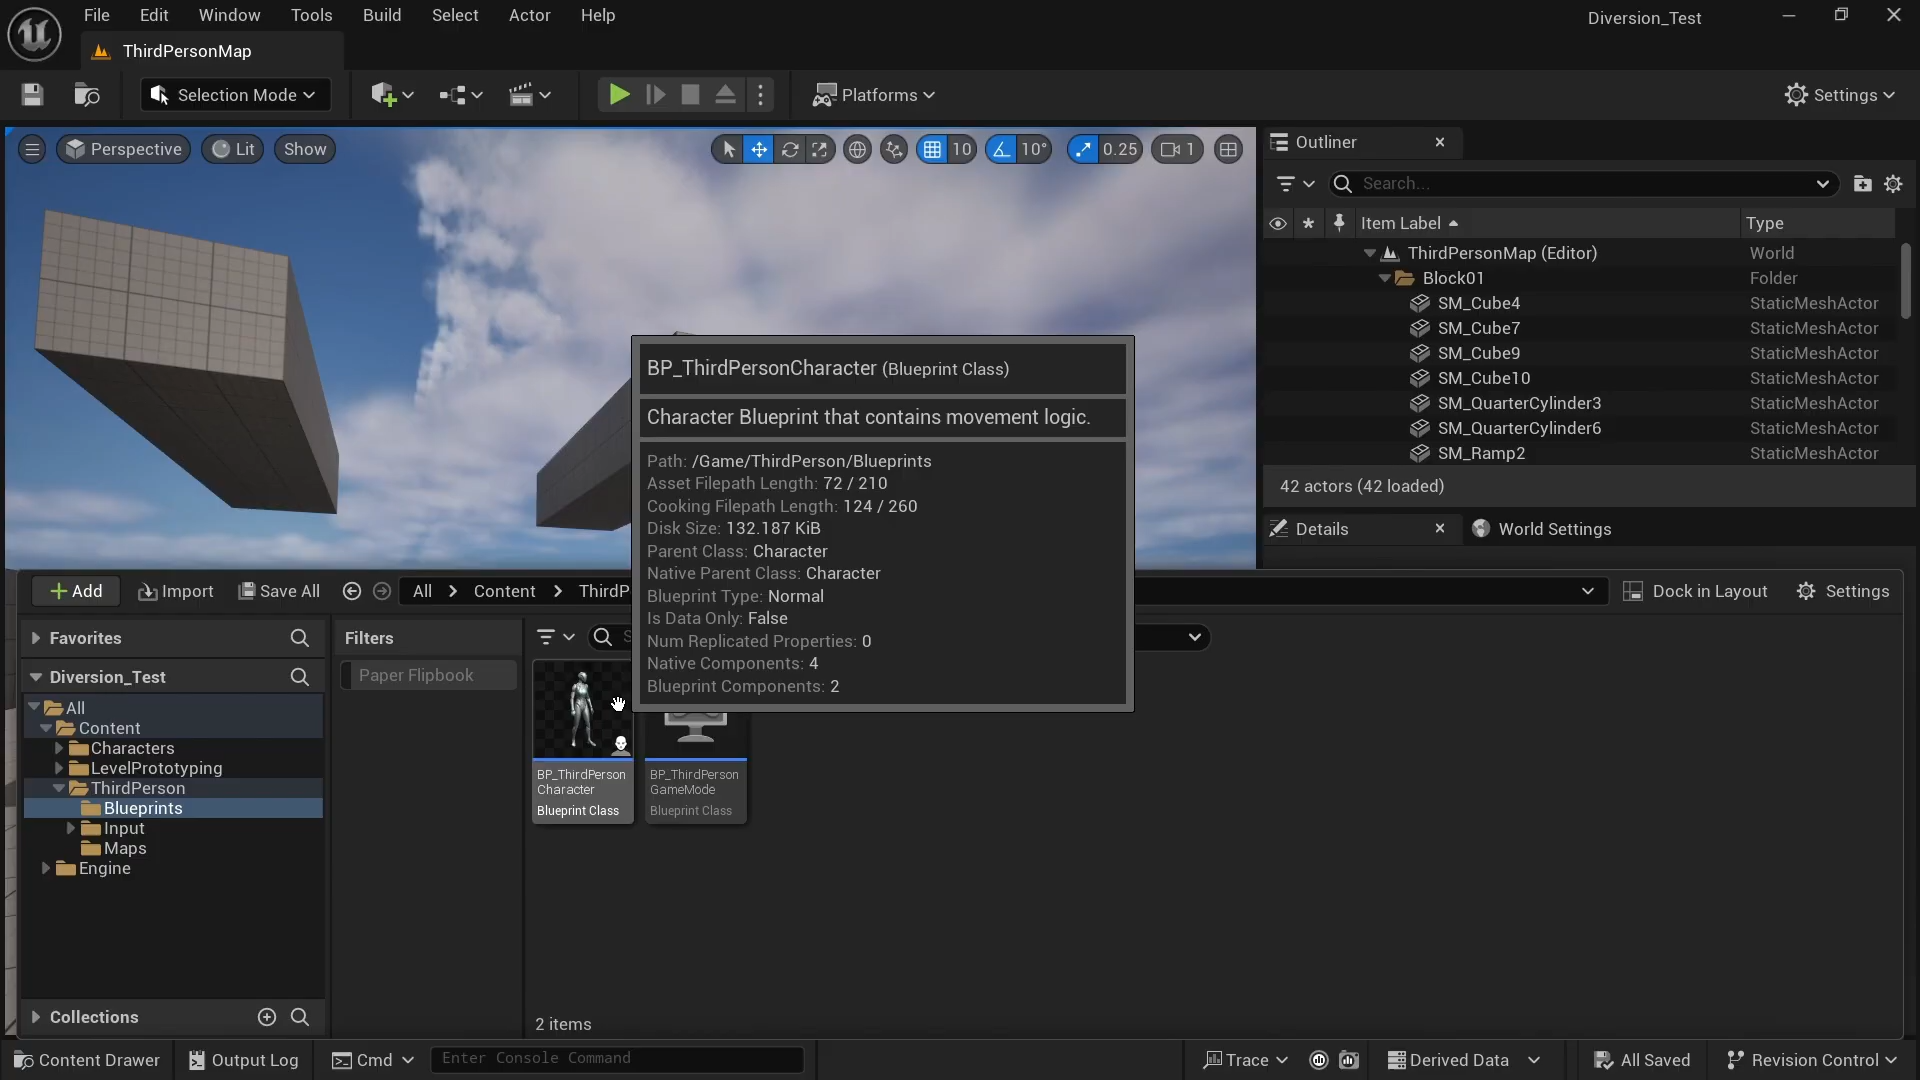 File Edit Window Tools Build Select Actor Help
Diversion_Test
ThirdPersonMap
Selection Mode
Platforms
Settings
Perspective Lit Show
10 10° 0.25 1
Outliner
Search...
Item Label Type
ThirdPersonMap (Editor) World
Block01 Folder
SM_Cube4 StaticMeshActor
SM_Cube7 StaticMeshActor
SM_Cube9 StaticMeshActor
SM_Cube10 StaticMeshActor
SM_QuarterCylinder3 StaticMeshActor
SM_QuarterCylinder6 StaticMeshActor
SM_Ramp2 StaticMeshActor
42 actors (42 loaded)
Details World Settings
BP_ThirdPersonCharacter (Blueprint Class)
Character Blueprint that contains movement logic.
Path: /Game/ThirdPerson/Blueprints
Asset Filepath Length: 72 / 210
Cooking Filepath Length: 124 / 260
Disk Size: 132.187 KiB
Parent Class: Character
Native Parent Class: Character
Blueprint Type: Normal
Is Data Only: False
Num Replicated Properties: 0
Native Components: 4
Blueprint Components: 2
Add Import Save All All Content ThirdP
Dock in Layout Settings
Favorites
Filters
S
Paper Flipbook
Diversion_Test
All
Content
Characters
LevelPrototyping
ThirdPerson
Blueprints
Input
Maps
Engine
BP_ThirdPerson
Character
Blueprint Class
BP_ThirdPerson
GameMode
Blueprint Class
Collections
2 items
Content Drawer Output Log Cmd Enter Console Command Trace Derived Data All Saved Revision Control